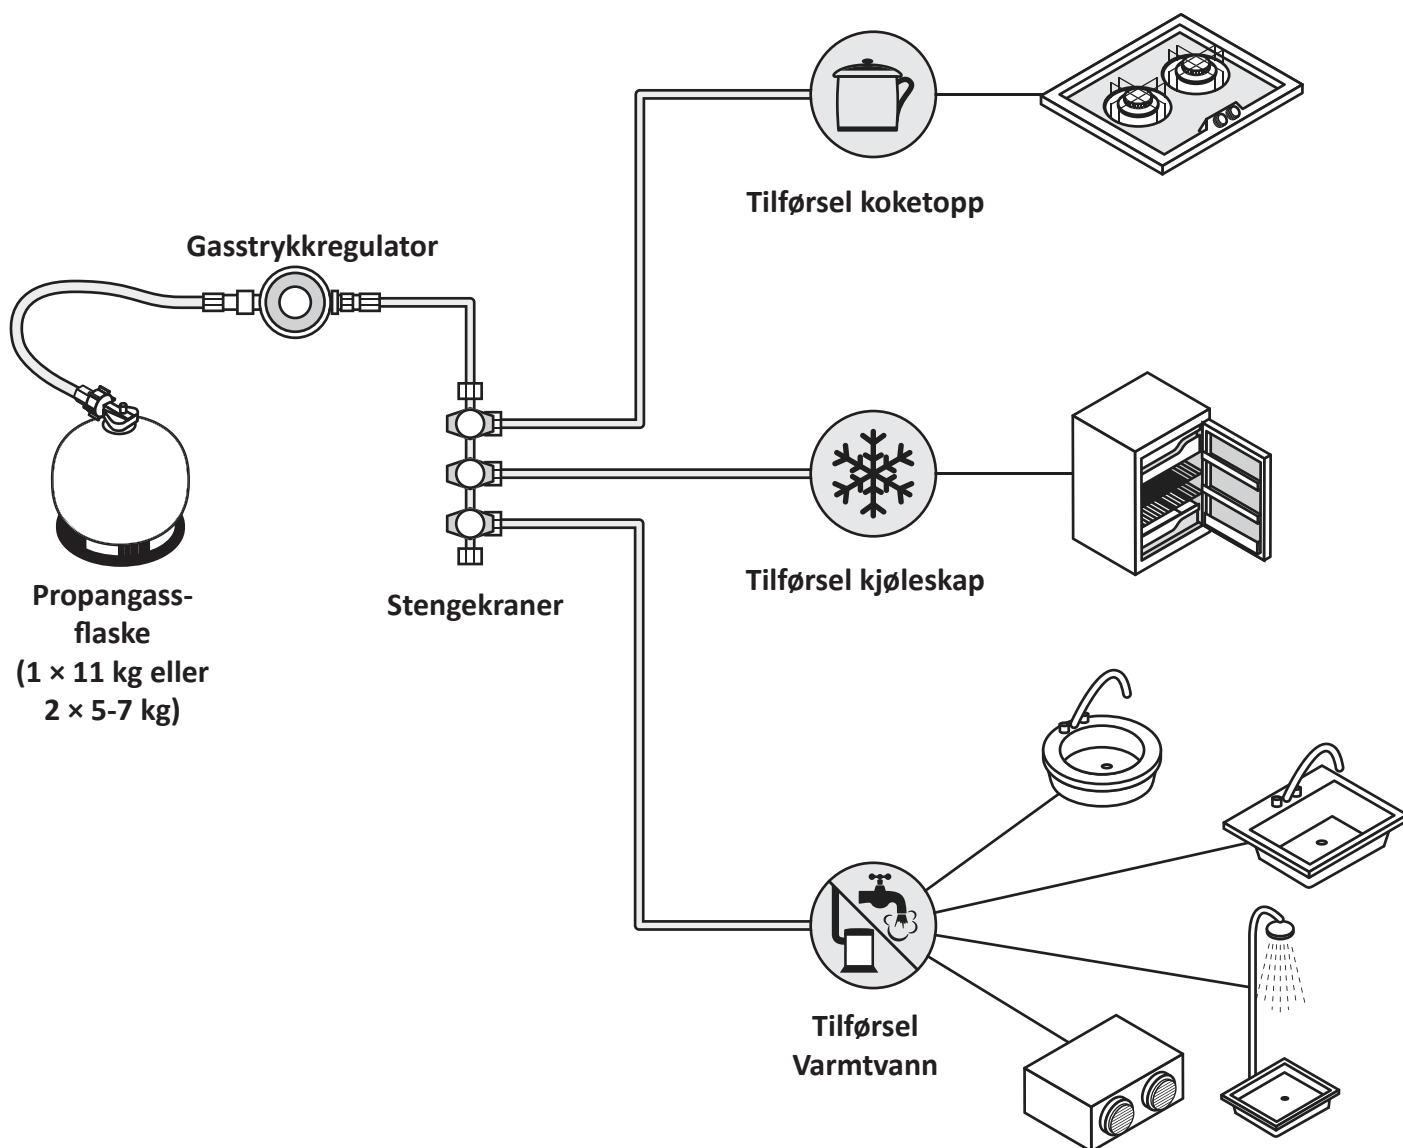 Tilførsel koketopp
Gasstrykkregulator
Tilførsel kjøleskap
Stengekraner
Propangass-
flaske
(1 × 11 kg eller
2 × 5-7 kg)
Tilførsel
Varmtvann